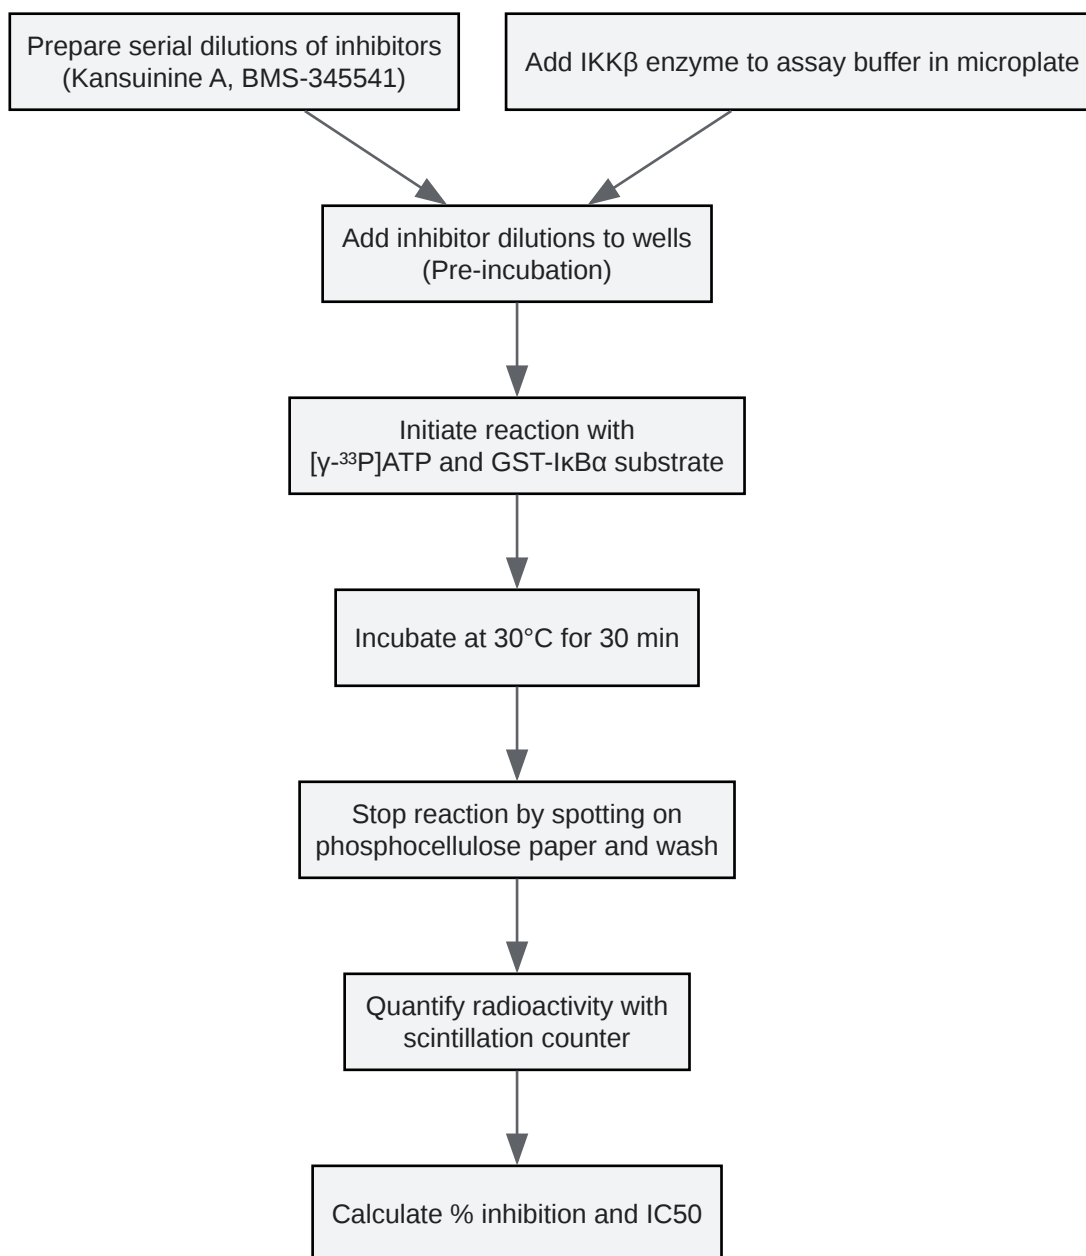 Prepare serial dilutions of inhibitors
(Kansuinine A, BMS-345541)
Add IKKβ enzyme to assay buffer in microplate
Add inhibitor dilutions to wells
(Pre-incubation)
Initiate reaction with
[γ-³³P]ATP and GST-IκBα substrate
Incubate at 30°C for 30 min
Stop reaction by spotting on
phosphocellulose paper and wash
Quantify radioactivity with
scintillation counter
Calculate % inhibition and IC50